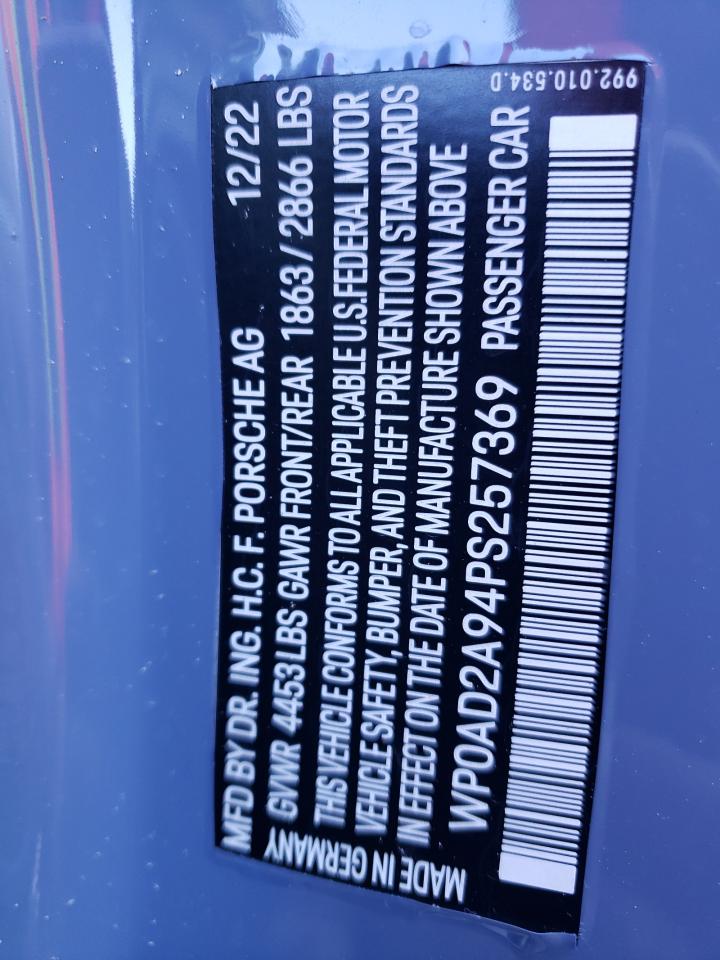 MFD BY DR. ING. H.C. F. PORSCHE AG 12/22
GVWR 4453 LBS GAWR FRONT/REAR 1863 / 2866 LBS
THIS VEHICLE CONFORMS TO ALL APPLICABLE U.S. FEDERAL MOTOR
VEHICLE SAFETY, BUMPER, AND THEFT PREVENTION STANDARDS
IN EFFECT ON THE DATE OF MANUFACTURE SHOWN ABOVE
WP0AD2A94PS257369 PASSENGER CAR
MADE IN GERMANY
992.010.534.D